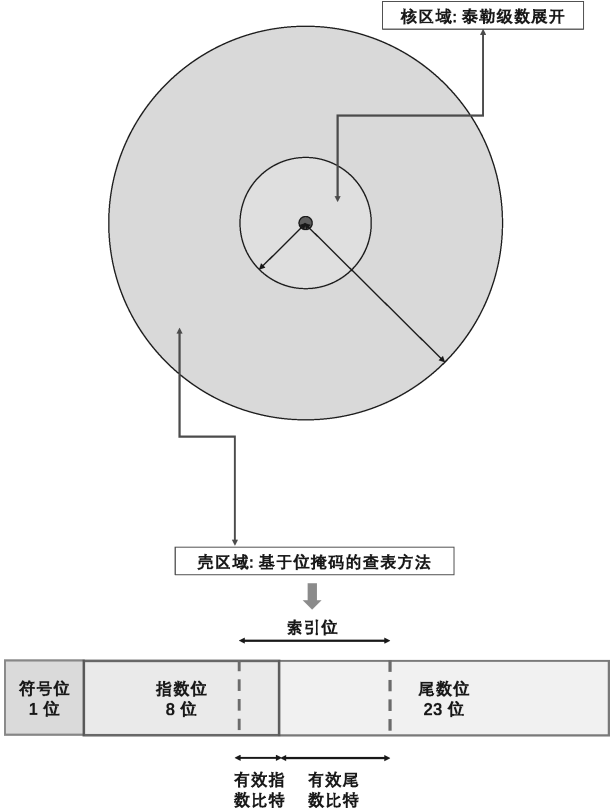 核区域: 泰勒级数展开
壳区域: 基于位掩码的查表方法
索引位
符号位
1 位
指数位
8 位
尾数位
23 位
有效指
数比特
有效尾
数比特